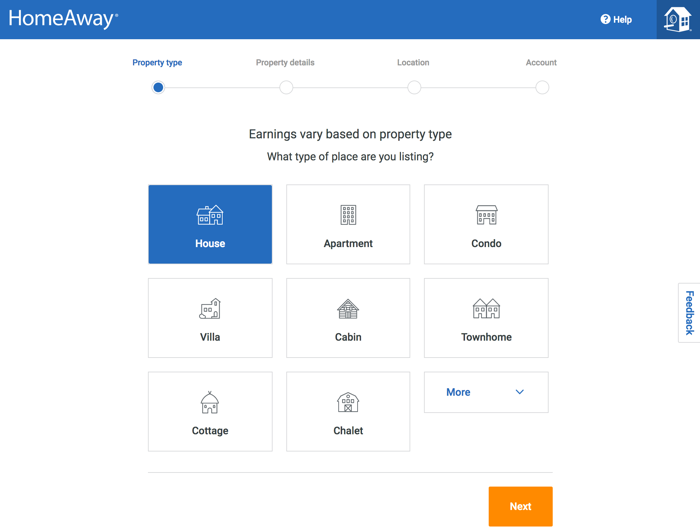 HomeAway®
Help
Property type
Property details
Location
Account
Earnings vary based on property type
What type of place are you listing?
House
Apartment
Condo
Villa
Cabin
Townhome
Cottage
Chalet
More
Feedback
Next